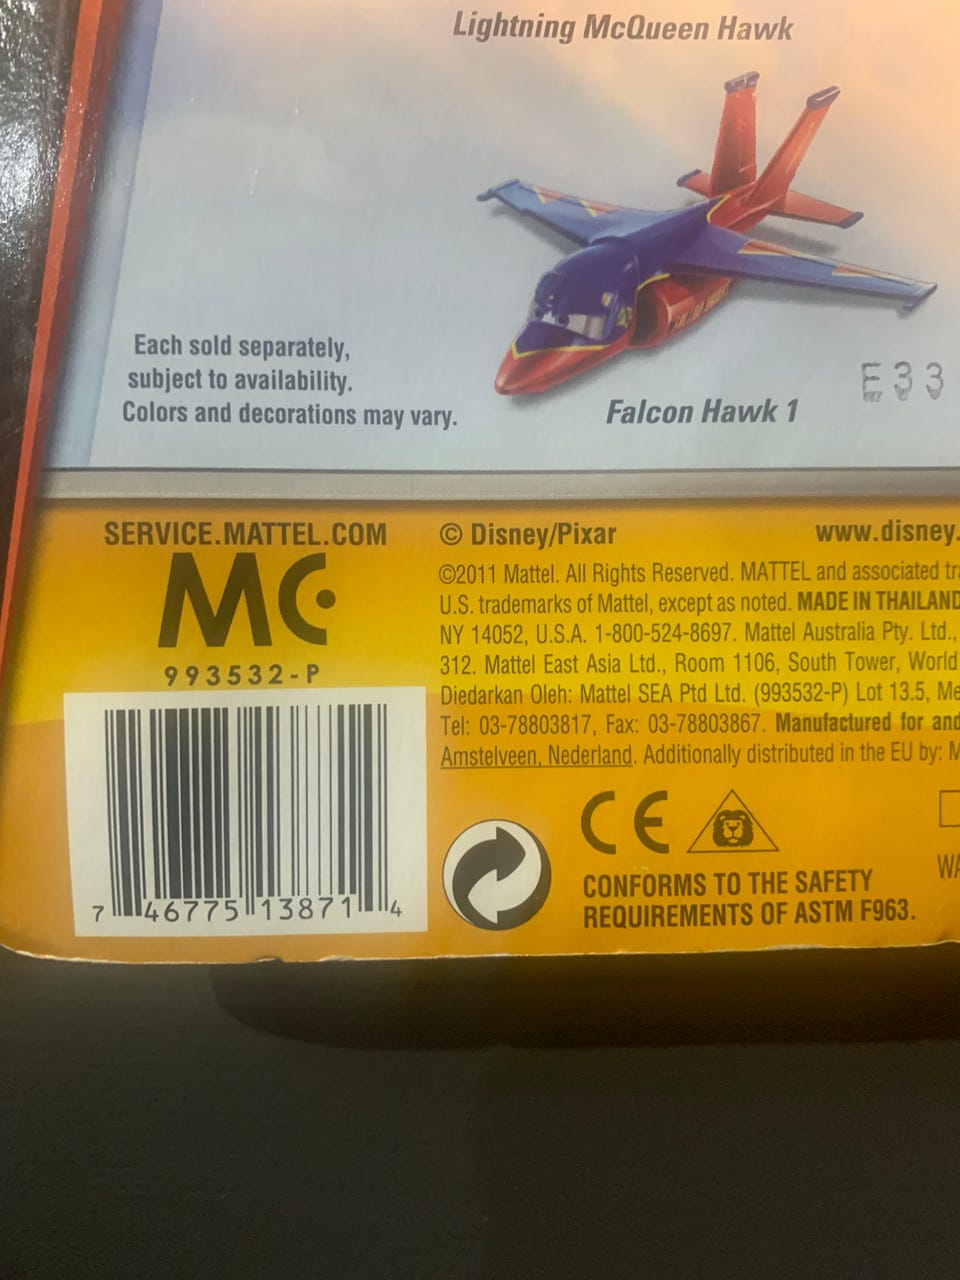 Lightning McQueen Hawk
Each sold separately,
subject to availability.
Colors and decorations may vary.
Falcon Hawk 1
E33
SERVICE.MATTEL.COM
MC
993532-P
7 46775 13871 4
© Disney/Pixar
www.disney.
©2011 Mattel. All Rights Reserved. MATTEL and associated tra
U.S. trademarks of Mattel, except as noted. MADE IN THAILAND
NY 14052, U.S.A. 1-800-524-8697. Mattel Australia Pty. Ltd.,
312. Mattel East Asia Ltd., Room 1106, South Tower, World
Diedarkan Oleh: Mattel SEA Ptd Ltd. (993532-P) Lot 13.5, Me
Tel: 03-78803817, Fax: 03-78803867. Manufactured for and
Amstelveen, Nederland. Additionally distributed in the EU by: M
CE
WA
CONFORMS TO THE SAFETY
REQUIREMENTS OF ASTM F963.